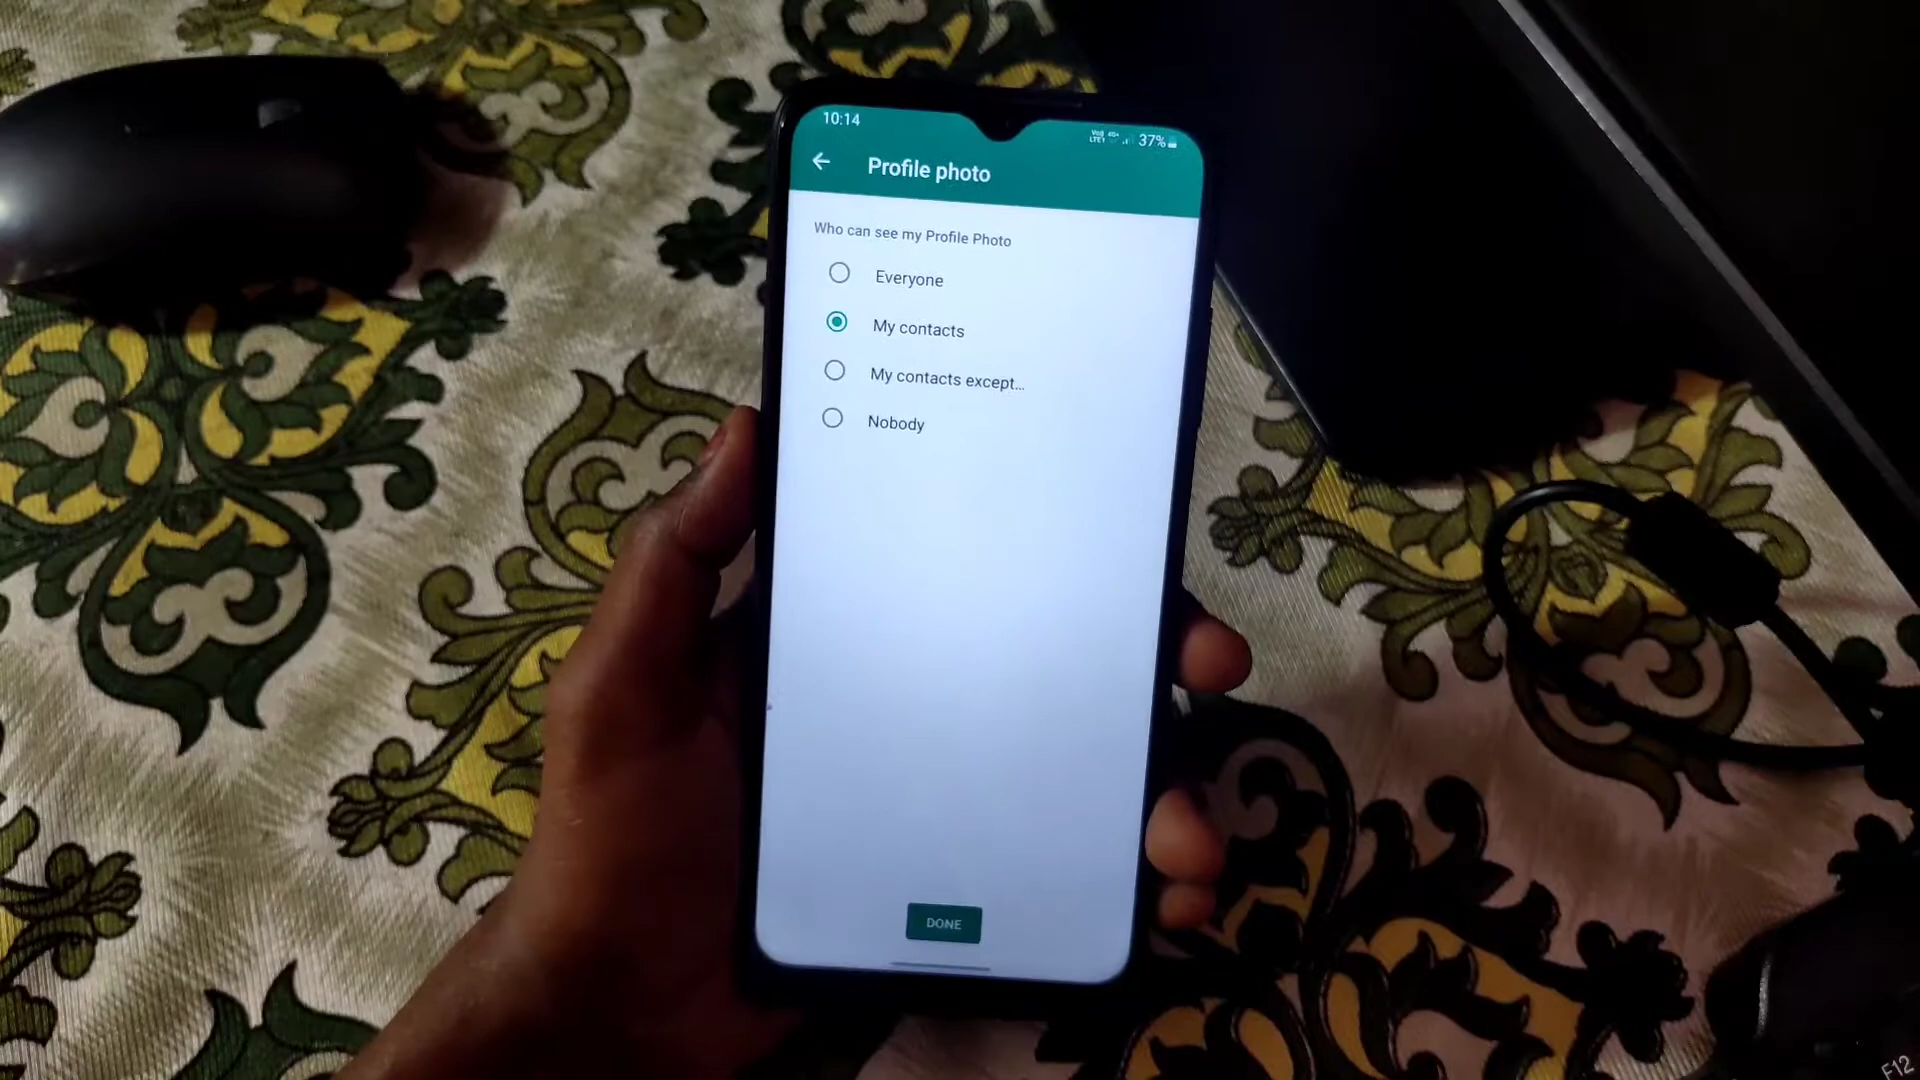 10:14
37%
Profile photo
Who can see my Profile Photo
Everyone
My contacts
My contacts except...
Nobody
DONE
F12